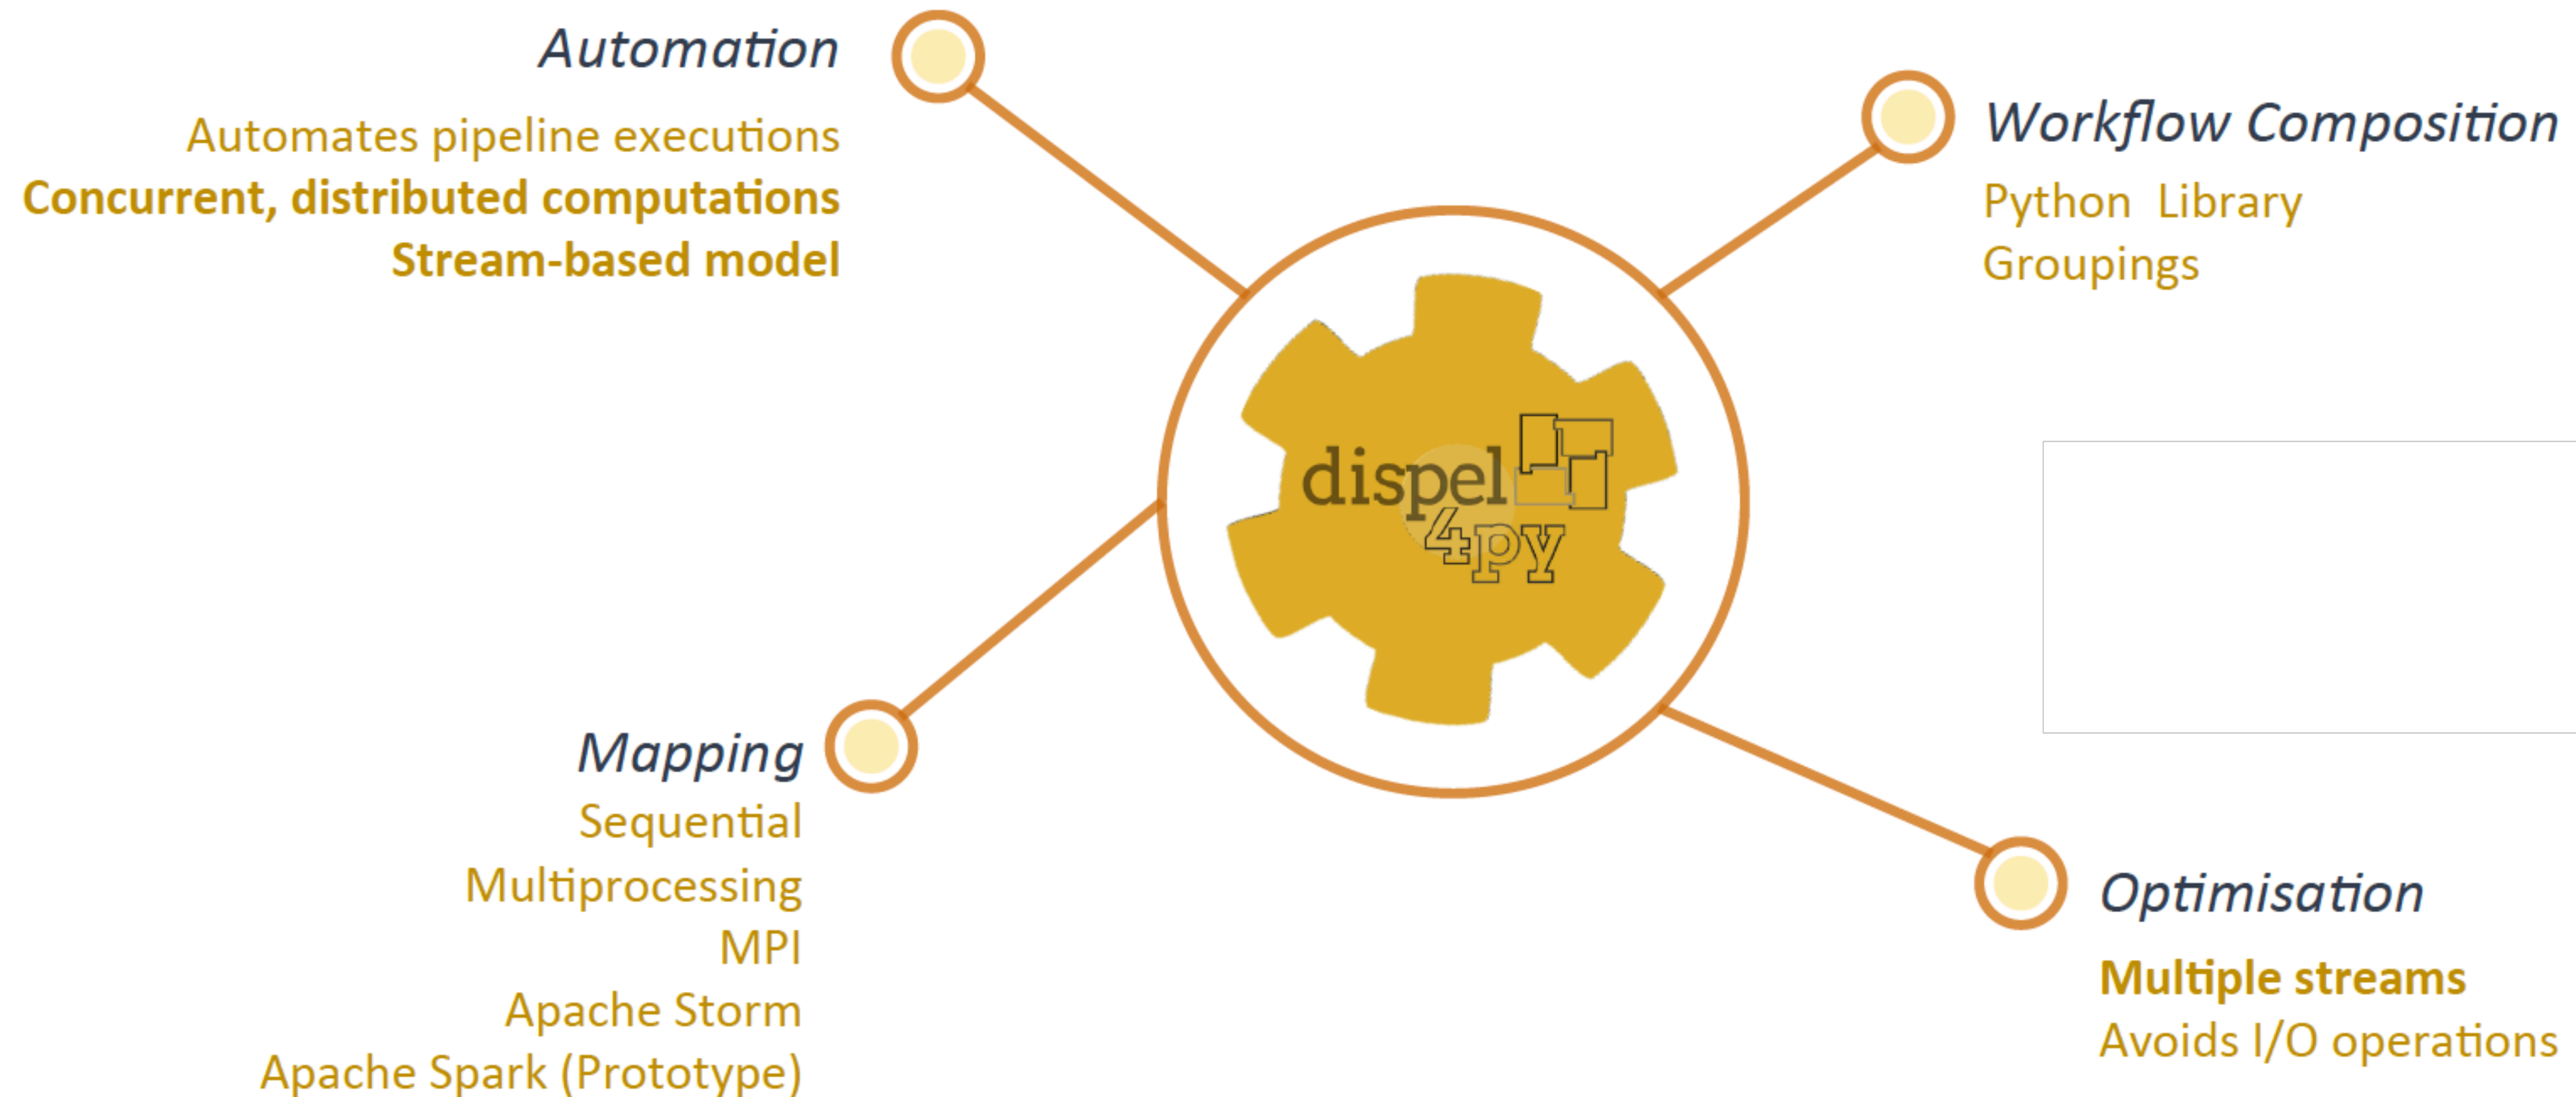 Automation
Automates pipeline executions
Concurrent, distributed computations
Stream-based model
Workflow Composition
Python Library
Groupings
dispel
4py
Mapping
Sequential
Multiprocessing
MPI
Apache Storm
Apache Spark (Prototype)
Optimisation
Multiple streams
Avoids I/O operations